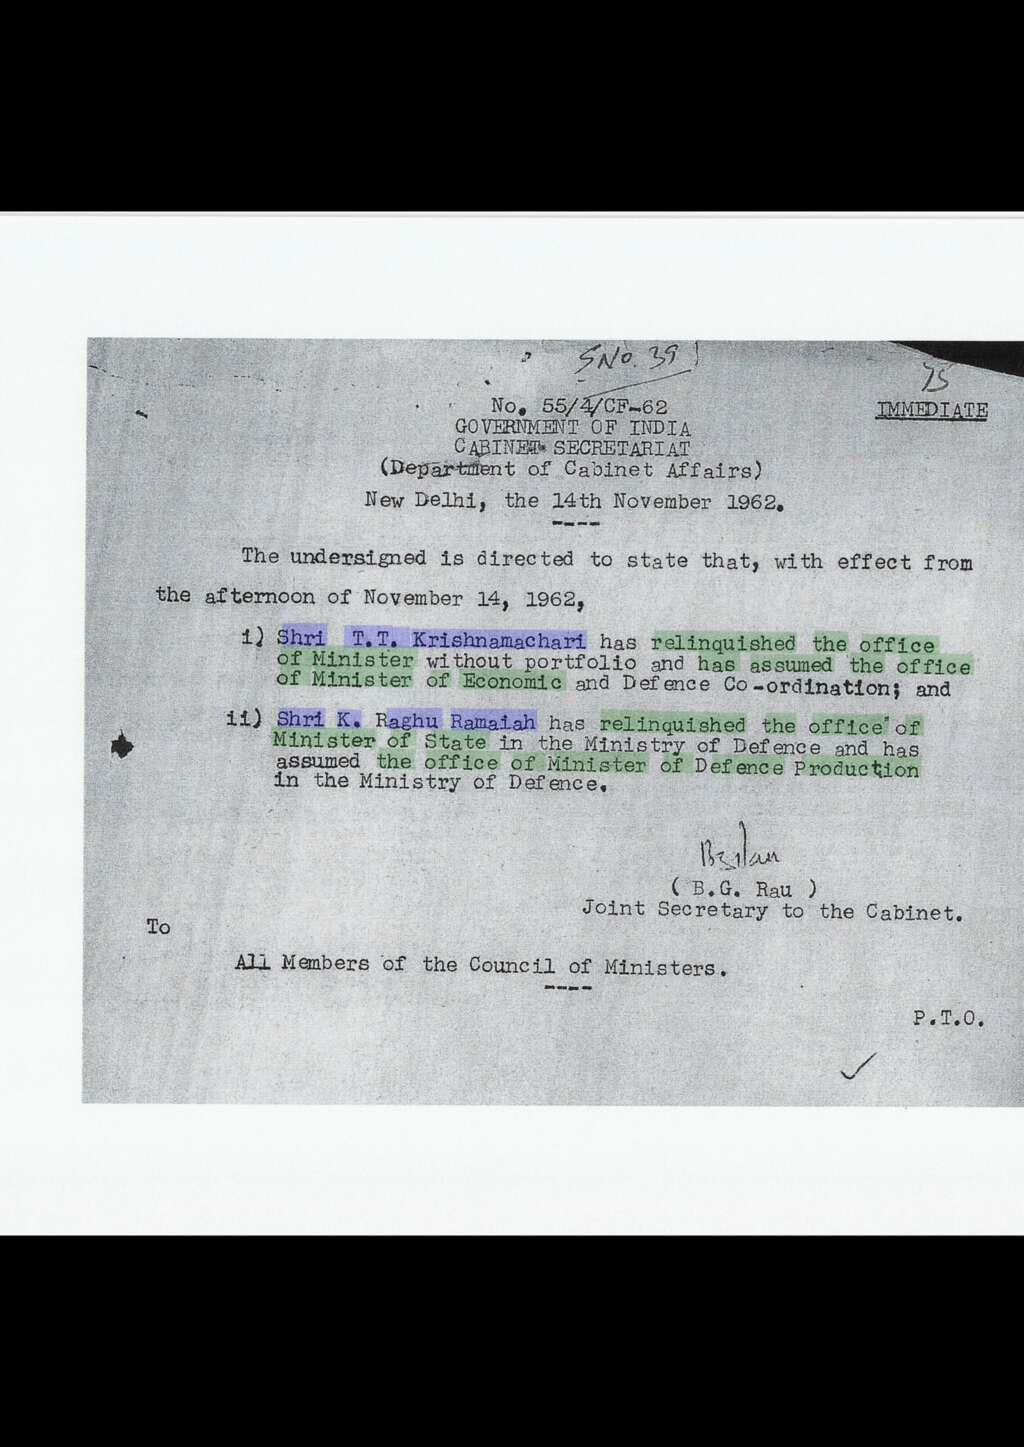 SNo. 39
75
No. 55/4/CF-62
IMMEDIATE
GOVERNMENT OF INDIA
CABINET SECRETARIAT
(Department of Cabinet Affairs)
New Delhi, the 14th November 1962.
The undersigned is directed to state that, with effect from
the afternoon of November 14, 1962,
i) Shri T.T. Krishnamachari has relinquished the office
of Minister without portfolio and has assumed the office
of Minister of Economic and Defence Co-ordination; and
ii) Shri K. Raghu Ramaiah has relinquished the office of
Minister of State in the Ministry of Defence and has
assumed the office of Minister of Defence Production
in the Ministry of Defence.
( B.G. Rau )
Joint Secretary to the Cabinet.
To
All Members of the Council of Ministers.
P.T.O.